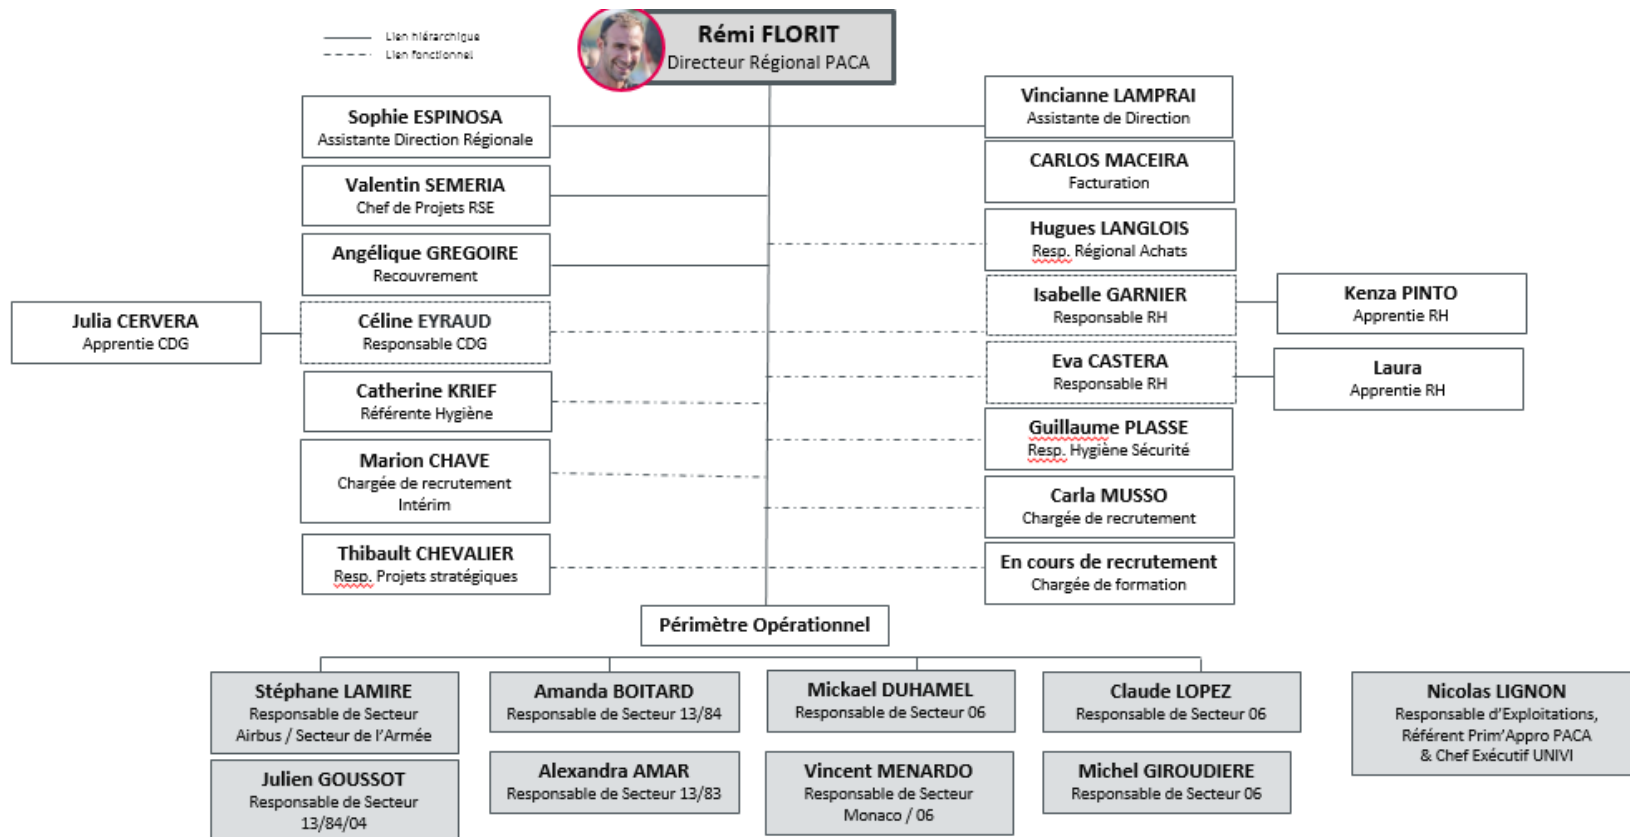 Lien hiérarchique
Lien fonctionnel
Rémi FLORIT
Directeur Régional PACA
Sophie ESPINOSA
Assistante Direction Régionale
Valentin SEMERIA
Chef de Projets RSE
Angélique GREGOIRE
Recouvrement
Julia CERVERA
Apprentie CDG
Céline EYRAUD
Responsable CDG
Catherine KRIEF
Référente Hygiène
Marion CHAVE
Chargée de recrutement
Intérim
Thibault CHEVALIER
Resp. Projets stratégiques
Vincianne LAMPRAI
Assistante de Direction
CARLOS MACEIRA
Facturation
Hugues LANGLOIS
Resp. Régional Achats
Isabelle GARNIER
Responsable RH
Kenza PINTO
Apprentie RH
Eva CASTERA
Responsable RH
Laura
Apprentie RH
Guillaume PLASSE
Resp. Hygiène Sécurité
Carla MUSSO
Chargée de recrutement
En cours de recrutement
Chargée de formation
Périmètre Opérationnel
Stéphane LAMIRE
Responsable de Secteur
Airbus / Secteur de l'Armée
Amanda BOITARD
Responsable de Secteur 13/84
Mickael DUHAMEL
Responsable de Secteur 06
Claude LOPEZ
Responsable de Secteur 06
Nicolas LIGNON
Responsable d'Exploitations,
Référent Prim'Appro PACA
& Chef Exécutif UNIVI
Julien GOUSSOT
Responsable de Secteur
13/84/04
Alexandra AMAR
Responsable de Secteur 13/83
Vincent MENARDO
Responsable de Secteur
Monaco / 06
Michel GIROUDIERE
Responsable de Secteur 06